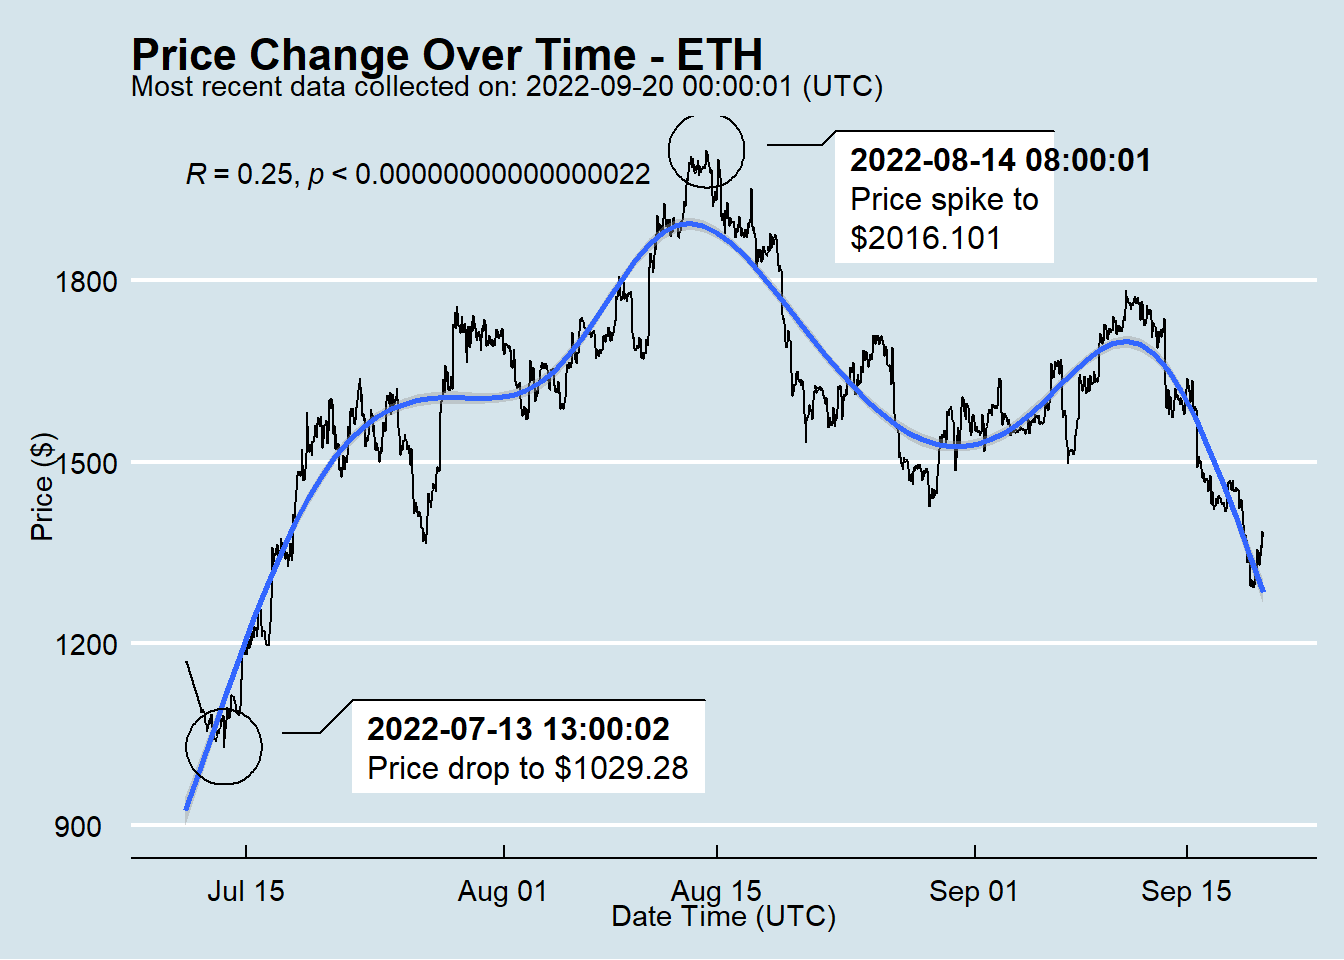 Price Change Over Time - ETH
Most recent data collected on: 2022-09-20 00:00:01 (UTC)
R = 0.25, p < 0.00000000000000022
2022-08-14 08:00:01
Price spike to
$2016.101
1800
1500
1200
900
Price ($)
2022-07-13 13:00:02
Price drop to $1029.28
Jul 15
Aug 01
Aug 15
Sep 01
Sep 15
Date Time (UTC)